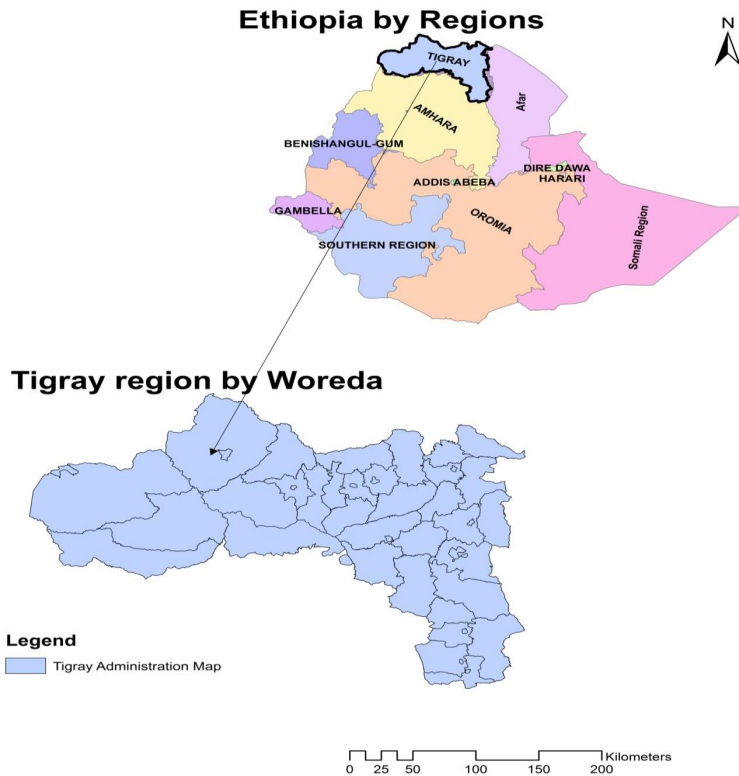 Ethiopia by Regions
N
TIGRAY
Afar
AMHARA
BENISHANGUL-GUM
DIRE DAWA
HARARI
ADDIS ABEBA
GAMBELLA
OROMIA
Somali Region
SOUTHERN REGION
Tigray region by Woreda
Legend
Tigray Administration Map
Kilometers
0 25 50 100 150 200